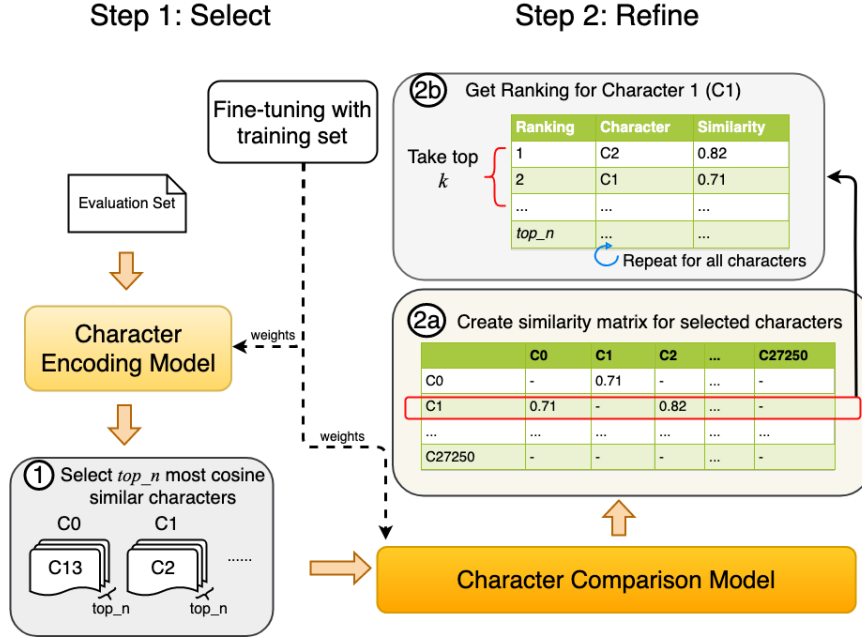 Step 1: Select
Step 2: Refine
Fine-tuning with
training set
Evaluation Set
Character
Encoding Model
weights
weights
1 Select top_n most cosine
similar characters
C0 C1
C13 C2 ......
top_n top_n
2b Get Ranking for Character 1 (C1)
Ranking Character Similarity
1 C2 0.82
2 C1 0.71
... ... ...
top_n ... ...
Take top
k
Repeat for all characters
2a Create similarity matrix for selected characters
C0 C1 C2 ... C27250
C0 - 0.71 - ... -
C1 0.71 - 0.82 ... -
... ... ... ... ... ...
C27250 - - - ... -
Character Comparison Model